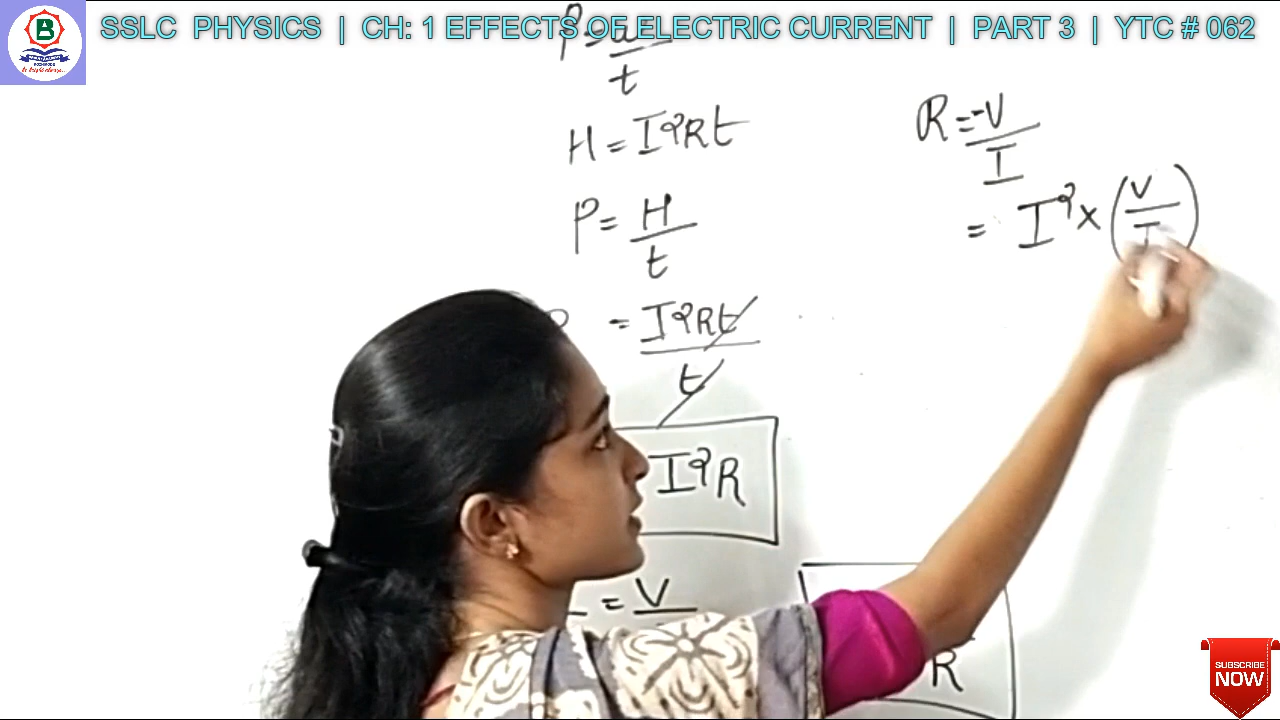 SSLC PHYSICS | CH: 1 EFFECTS OF ELECTRIC CURRENT | PART 3 | YTC # 062
B
P = W/t
H = I²Rt
P = H/t
= I²Rt/t
I²R
= V
R = V/I
= I² × (V/I)
R
SUBSCRIBE
NOW